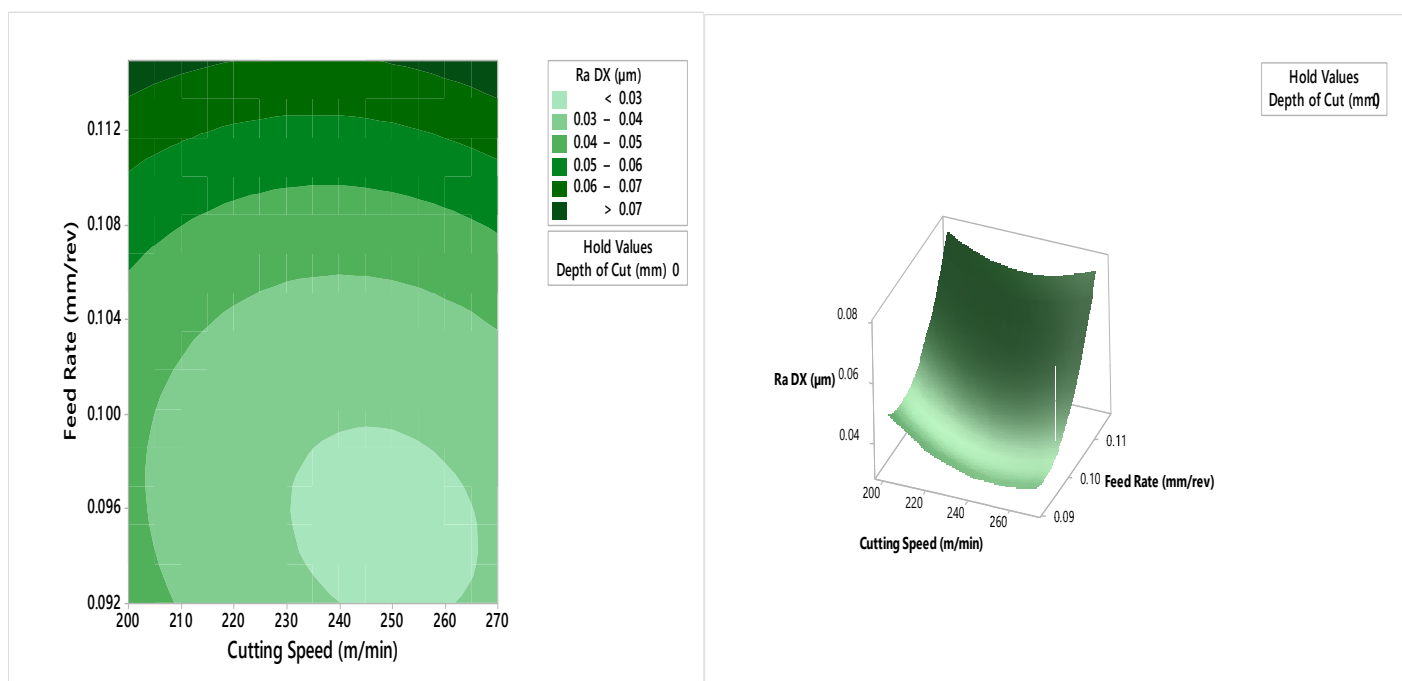 Ra DX (µm)
< 0.03
0.03 – 0.04
0.04 – 0.05
0.05 – 0.06
0.06 – 0.07
> 0.07
Hold Values
Depth of Cut (mm) 0
Feed Rate (mm/rev)
0.112
0.108
0.104
0.100
0.096
0.092
200 210 220 230 240 250 260 270
Cutting Speed (m/min)
Hold Values
Depth of Cut (mm) 0
0.08
Ra DX (µm) 0.06
0.04
200
220
240
260
0.11
0.10 Feed Rate (mm/rev)
0.09
Cutting Speed (m/min)